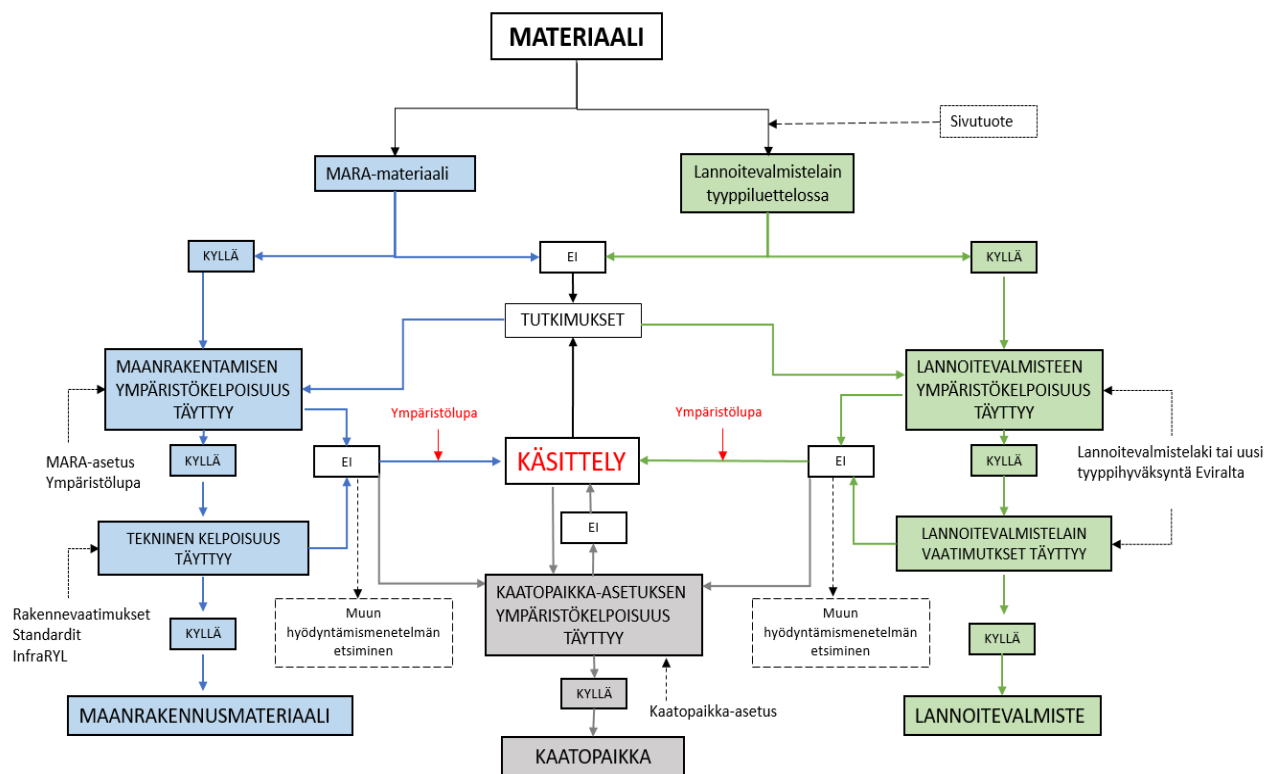 MATERIAALI
Sivutuote
MARA-materiaali
Lannoitevalmistelain
tyyppiluettelossa
KYLLÄ
EI
KYLLÄ
TUTKIMUKSET
MAANRAKENTAMISEN
YMPÄRISTÖKELPOISUUS
TÄYTTYY
LANNOITEVALMISTEEN
YMPÄRISTÖKELPOISUUS
TÄYTTYY
Ympäristölupa
Ympäristölupa
MARA-asetus
Ympäristölupa
KYLLÄ
EI
KÄSITTELY
EI
KYLLÄ
Lannoitevalmistelaki tai uusi
tyyppihyväksyntä Eviralta
EI
TEKNINEN KELPOISUUS
TÄYTTYY
LANNOITEVALMISTELAIN
VAATIMUTKSET TÄYTTYY
Rakennevaatimukset
Standardit
InfraRYL
KYLLÄ
Muun
hyödyntämismenetelmän
etsiminen
KAATOPAIKKA-ASETUKSEN
YMPÄRISTÖKELPOISUUS
TÄYTTYY
Muun
hyödyntämismenetelmän
etsiminen
KYLLÄ
KYLLÄ
Kaatopaikka-asetus
MAANRAKENNUSMATERIAALI
LANNOITEVALMISTE
KAATOPAIKKA